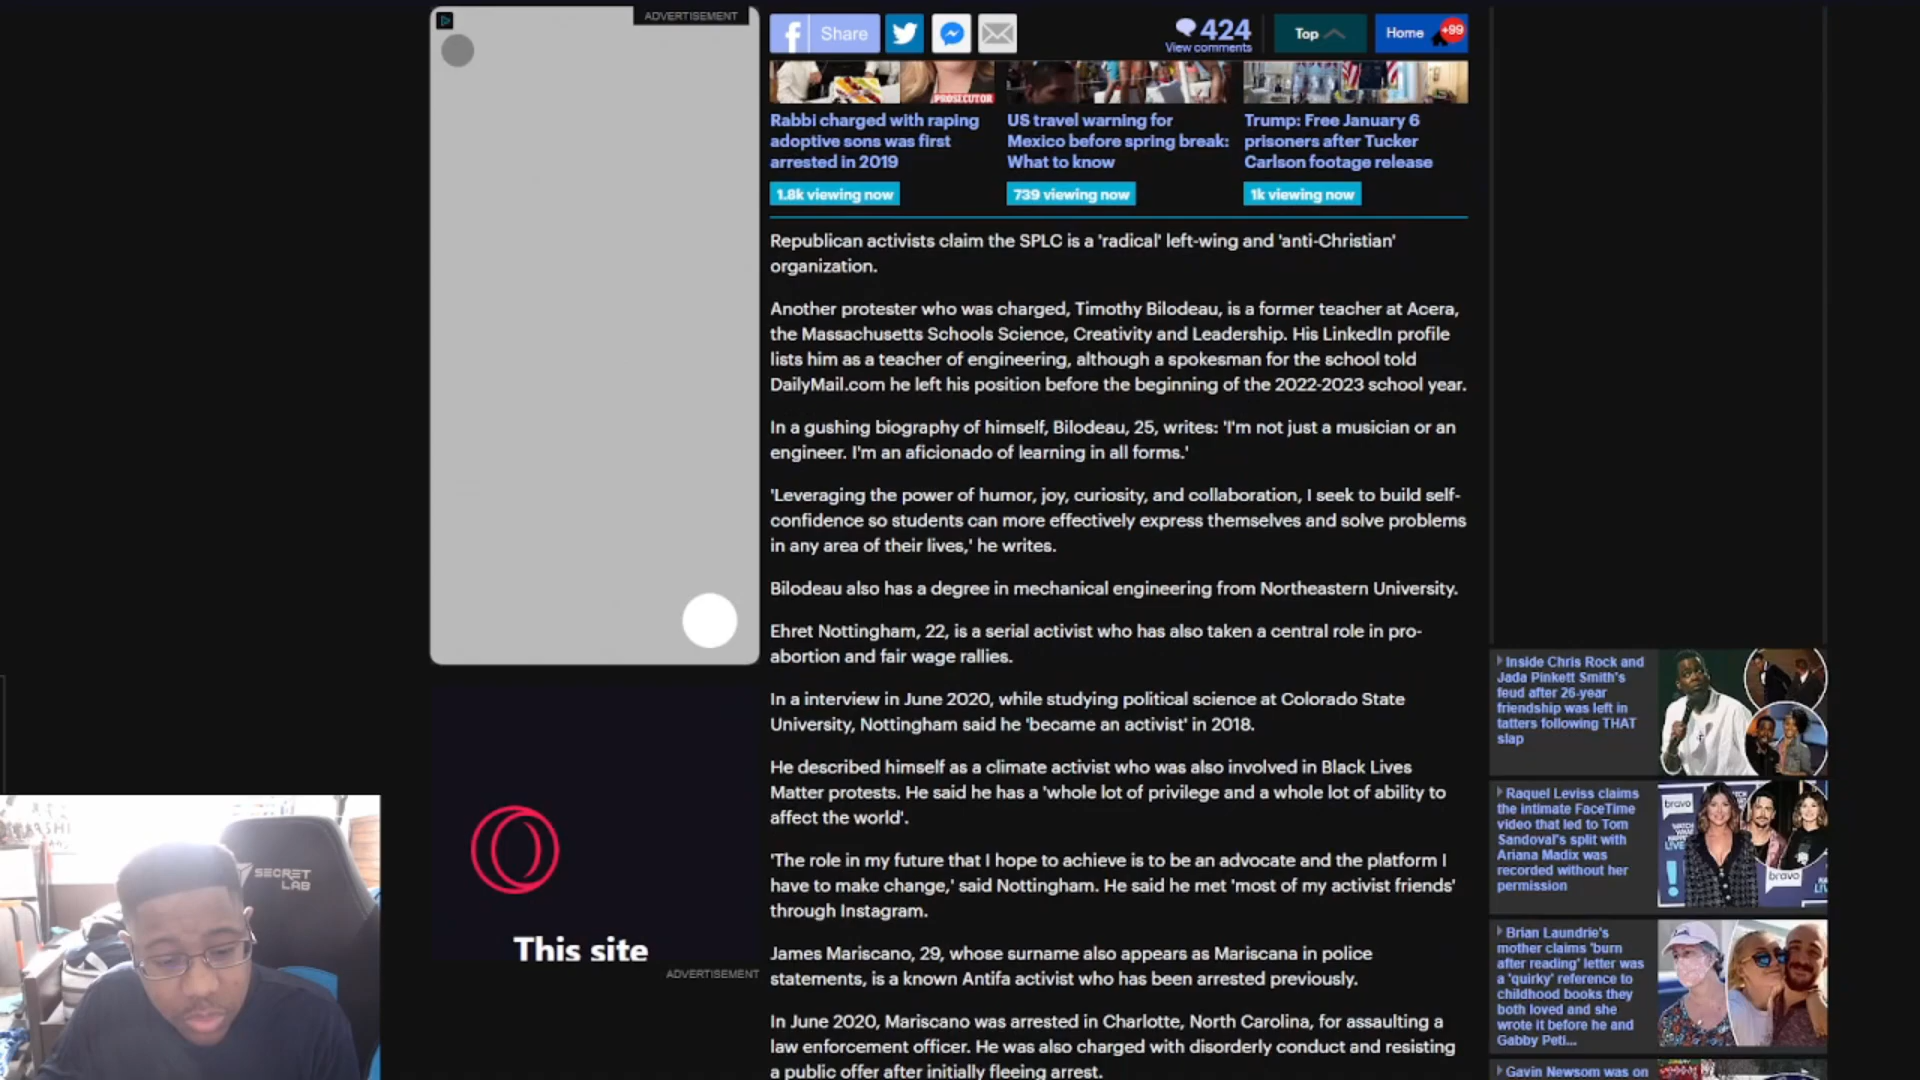 ADVERTISEMENT
Share
424
View comments
Top
Home
+99
PROSECUTOR
Rabbi charged with raping
adoptive sons was first
arrested in 2019
1.8k viewing now
US travel warning for
Mexico before spring break:
What to know
739 viewing now
Trump: Free January 6
prisoners after Tucker
Carlson footage release
1k viewing now
Republican activists claim the SPLC is a 'radical' left-wing and 'anti-Christian'
organization.
Another protester who was charged, Timothy Bilodeau, is a former teacher at Acera,
the Massachusetts Schools Science, Creativity and Leadership. His LinkedIn profile
lists him as a teacher of engineering, although a spokesman for the school told
DailyMail.com he left his position before the beginning of the 2022-2023 school year.
In a gushing biography of himself, Bilodeau, 25, writes: 'I'm not just a musician or an
engineer. I'm an aficionado of learning in all forms.'
'Leveraging the power of humor, joy, curiosity, and collaboration, I seek to build self-
confidence so students can more effectively express themselves and solve problems
in any area of their lives,' he writes.
Bilodeau also has a degree in mechanical engineering from Northeastern University.
Ehret Nottingham, 22, is a serial activist who has also taken a central role in pro-
abortion and fair wage rallies.
In a interview in June 2020, while studying political science at Colorado State
University, Nottingham said he 'became an activist' in 2018.
He described himself as a climate activist who was also involved in Black Lives
Matter protests. He said he has a 'whole lot of privilege and a whole lot of ability to
affect the world'.
'The role in my future that I hope to achieve is to be an advocate and the platform I
have to make change,' said Nottingham. He said he met 'most of my activist friends'
through Instagram.
James Mariscano, 29, whose surname also appears as Mariscana in police
statements, is a known Antifa activist who has been arrested previously.
In June 2020, Mariscano was arrested in Charlotte, North Carolina, for assaulting a
law enforcement officer. He was also charged with disorderly conduct and resisting
a public offer after initially fleeing arrest.
This site
ADVERTISEMENT
SECRET
LAB
Inside Chris Rock and
Jada Pinkett Smith's
feud after 26-year
friendship was left in
tatters following THAT
slap
Raquel Leviss claims
the intimate FaceTime
video that led to Tom
Sandoval's split with
Ariana Madix was
recorded without her
permission
bravo
bravo
Brian Laundrie's
mother claims 'burn
after reading' letter was
a 'quirky' reference to
childhood books they
both loved and she
wrote it before he and
Gabby Peti...
Gavin Newsom was on